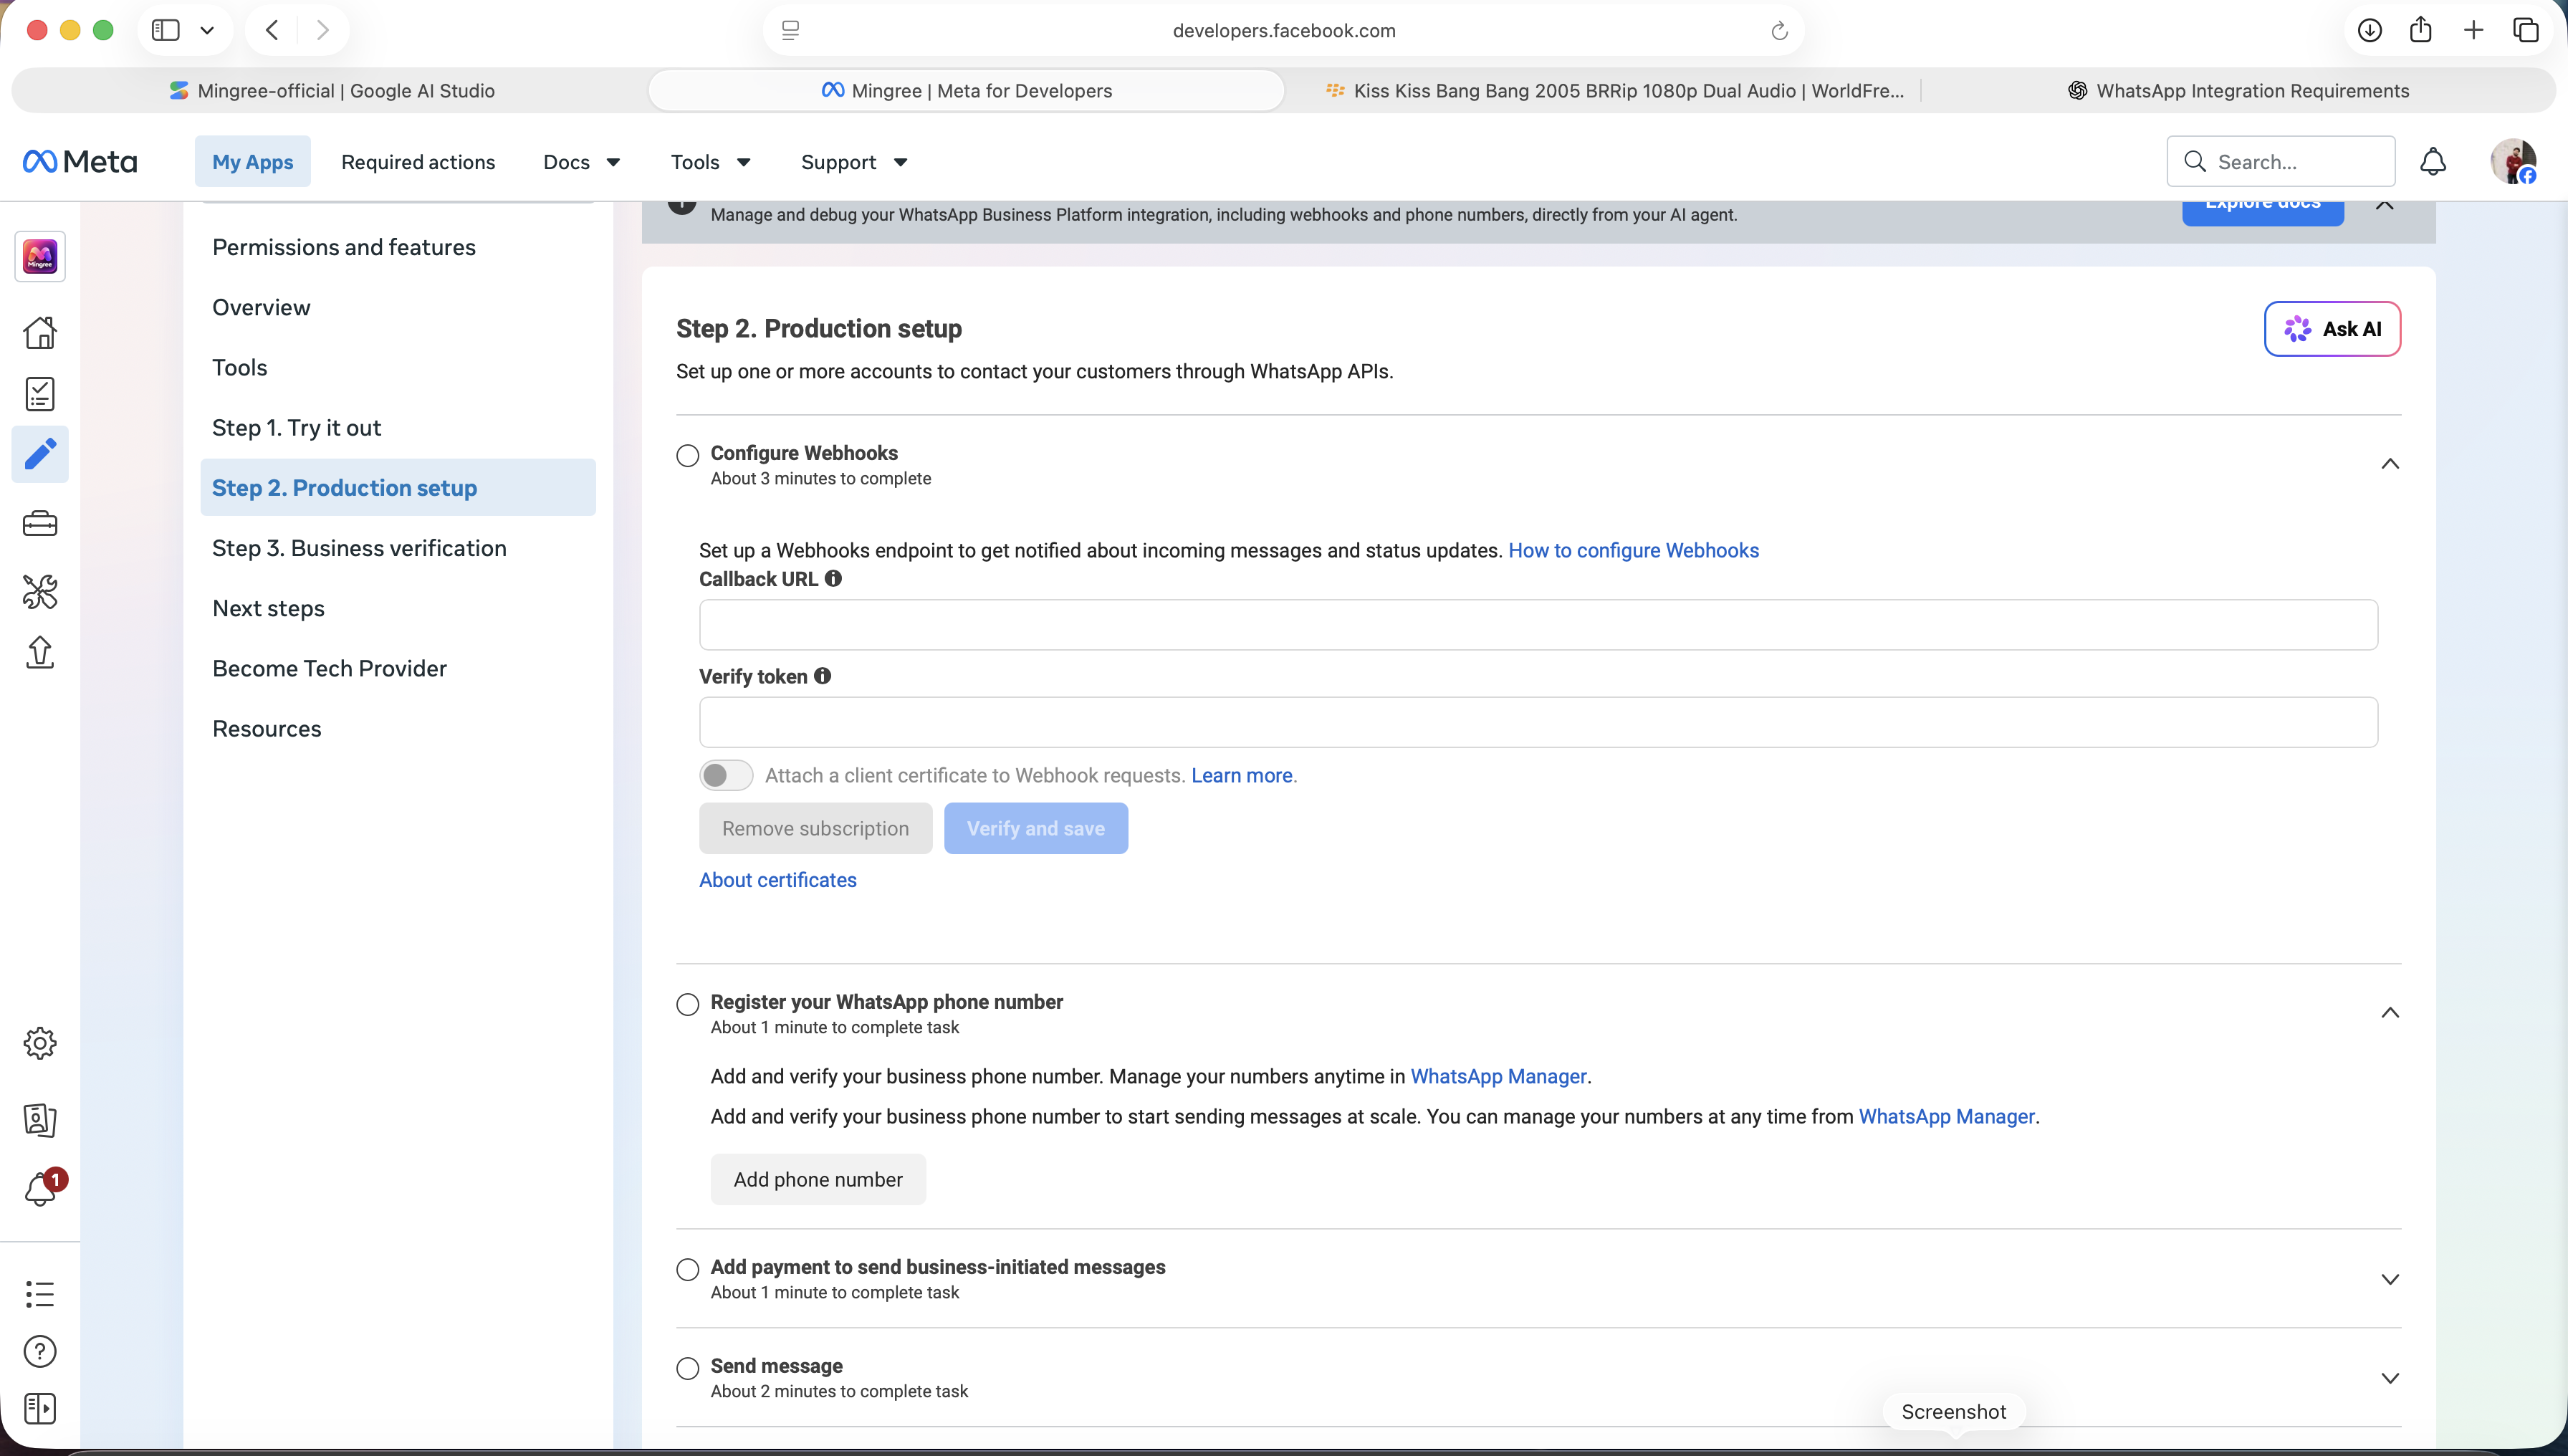 developers.facebook.com
Mingree-official | Google AI Studio
Mingree | Meta for Developers
Kiss Kiss Bang Bang 2005 BRRip 1080p Dual Audio | WorldFre...
WhatsApp Integration Requirements
Meta
My Apps
Required actions
Docs
Tools
Support
Search...
Mingree
Permissions and features
Overview
Tools
Step 1. Try it out
Step 2. Production setup
Step 3. Business verification
Next steps
Become Tech Provider
Resources
1
Manage and debug your WhatsApp Business Platform integration, including webhooks and phone numbers, directly from your AI agent.
Explore docs
Step 2. Production setup
Ask AI
Set up one or more accounts to contact your customers through WhatsApp APIs.
Configure Webhooks
About 3 minutes to complete
Set up a Webhooks endpoint to get notified about incoming messages and status updates. How to configure Webhooks
Callback URL
Verify token
Attach a client certificate to Webhook requests. Learn more.
Remove subscription
Verify and save
About certificates
Register your WhatsApp phone number
About 1 minute to complete task
Add and verify your business phone number. Manage your numbers anytime in WhatsApp Manager.
Add and verify your business phone number to start sending messages at scale. You can manage your numbers at any time from WhatsApp Manager.
Add phone number
Add payment to send business-initiated messages
About 1 minute to complete task
Send message
About 2 minutes to complete task
Screenshot